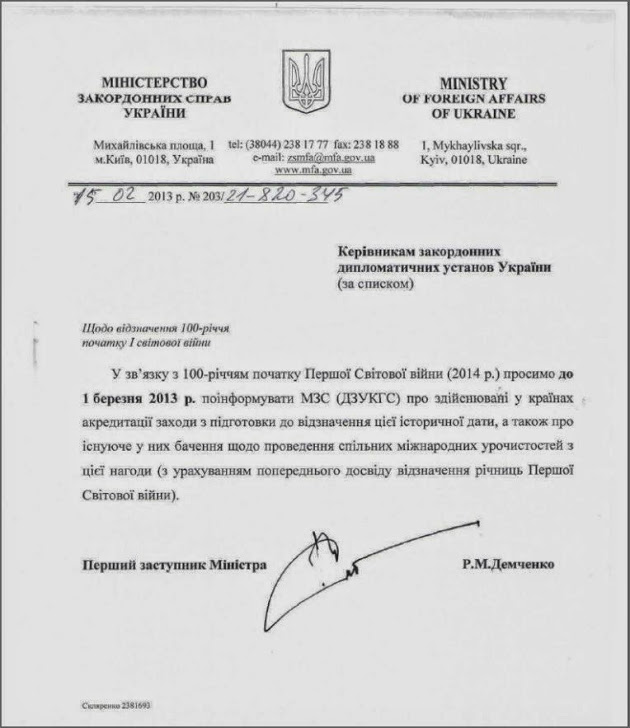 МІНІСТЕРСТВО
ЗАКОРДОННИХ СПРАВ
УКРАЇНИ
MINISTRY
OF FOREIGN AFFAIRS
OF UKRAINE
Михайлівська площа, 1
м.Київ, 01018, Україна
tel: (38044) 238 17 77 fax: 238 18 88
e-mail: zsmfa@mfa.gov.ua
www.mfa.gov.ua
1, Mykhaylivska sqr.,
Kyiv, 01018, Ukraine
15 02 2013 р. № 203/21-820-345
Керівникам закордонних
дипломатичних установ України
(за списком)
Щодо відзначення 100-річчя
початку І світової війни
У зв’язку з 100-річчям початку Першої Світової війни (2014 р.) просимо до
1 березня 2013 р. поінформувати МЗС (ДЗУКГС) про здійснювані у країнах
акредитації заходи з підготовки до відзначення цієї історичної дати, а також про
існуюче у них бачення щодо проведення спільних міжнародних урочистостей з
цієї нагоди (з урахуванням попереднього досвіду відзначення річниць Першої
Світової війни).
Перший заступник Міністра
Р.М.Демченко
Скляренко 2381693